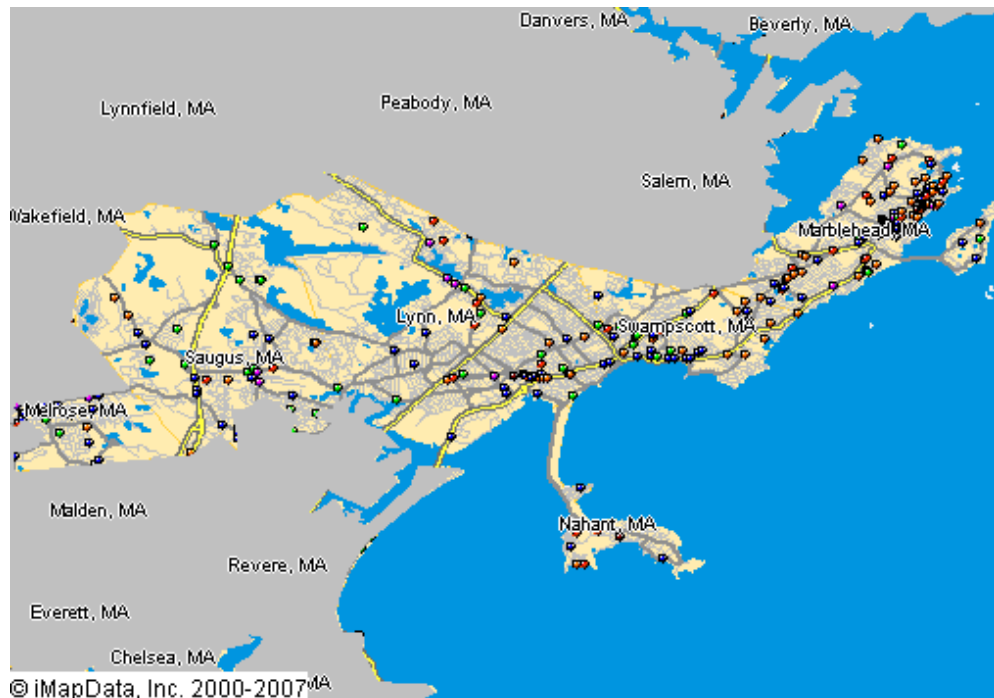 Danvers, MA
Beverly, MA
Peabody, MA
Lynnfield, MA
Salem, MA
Wakefield, MA
Marblehead, MA
Lynn, MA
Swampscott, MA
Saugus, MA
Melrose, MA
Malden, MA
Nahant, MA
Revere, MA
Everett, MA
Chelsea, MA
© iMapData, Inc. 2000-2007 MA